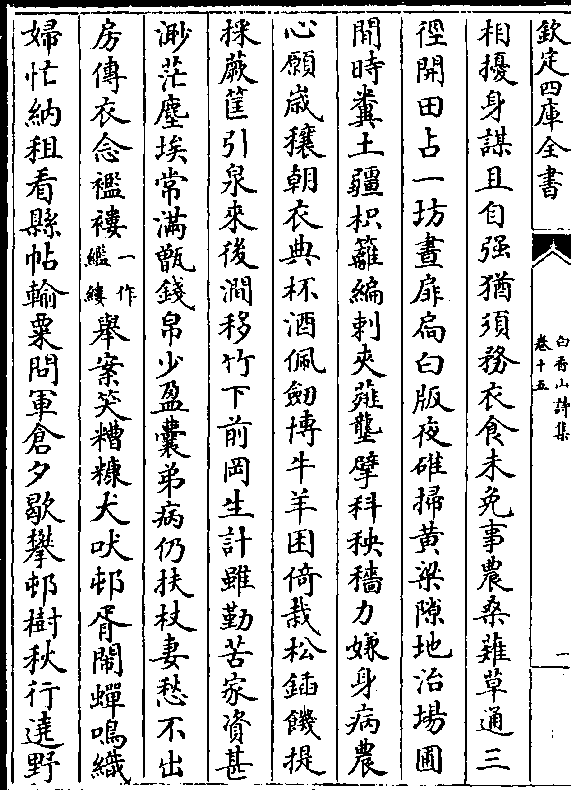 欽定四庫全書
白香山詩集
卷十五
一
相擾身謀且自强猶須務衣食未免事農桑薙草通三
徑開田占一坊晝扉扃白版夜碓掃黃粱隙地治場圃
閒時糞土疆枳籬編刺夾薤壟擘科秧穡力嫌身病農
心願歲穰朝衣典杯酒佩劒博牛羊困倚栽松鍤饑提
採蕨筐引泉來後澗移竹下前岡生計雖勤苦家資甚
渺茫塵埃常滿甑錢帛少盈囊弟病仍扶杖妻愁不出
房傳衣念襤褸一作繿縷舉案笑糟糠犬吠邨胥鬧蟬鳴織
婦忙納租看縣帖輸粟問軍倉夕歇攀邨樹秋行遶野